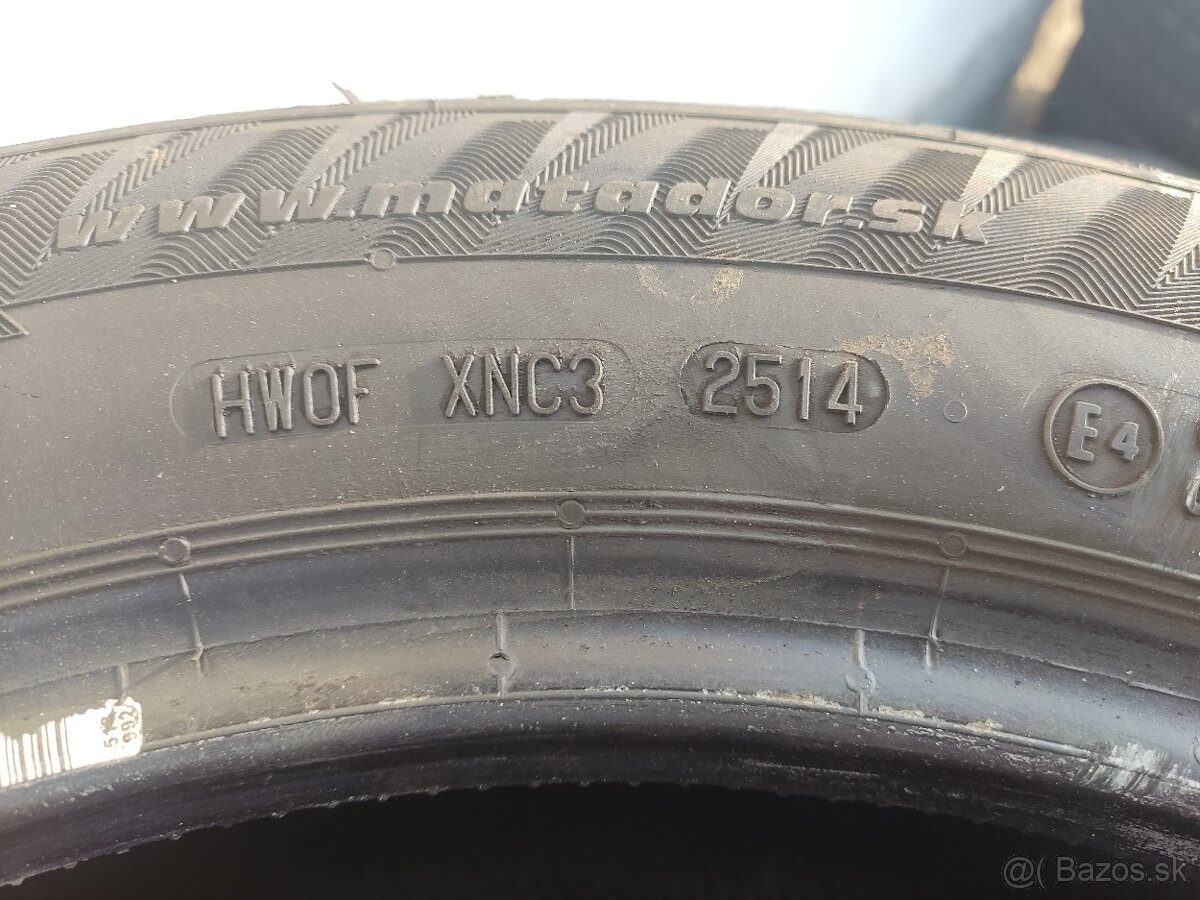 www.matador.sk
HW0F XNC3 2514
E4
@( Bazos.sk